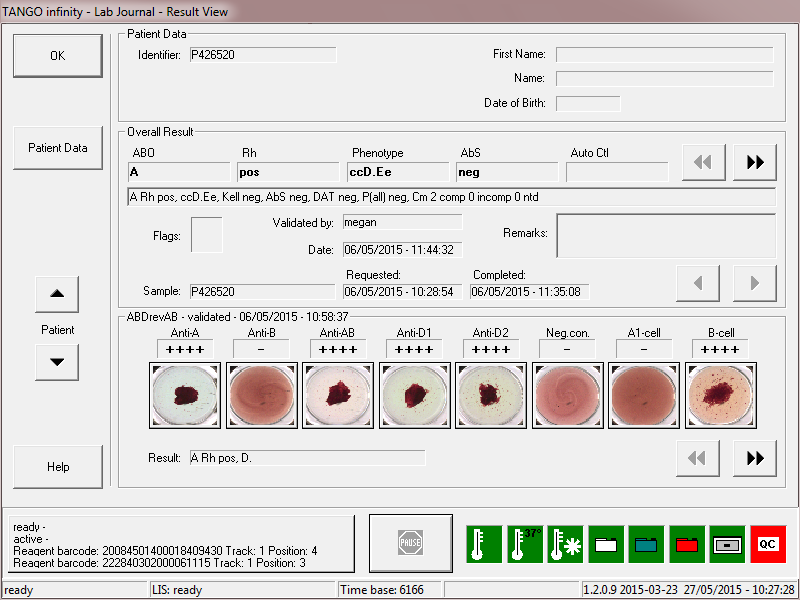 TANGO infinity - Lab Journal - Result View
OK
Patient Data
Patient
Help
Patient Data
Identifier: P426520
First Name:
Name:
Date of Birth:
Overall Result
ABO Rh Phenotype AbS Auto Ctl
A pos ccD.Ee neg
A Rh pos, ccD.Ee, Kell neg, AbS neg, DAT neg, P(all) neg, Cm 2 comp 0 incomp 0 ntd
Flags:
Validated by: megan
Remarks:
Date: 06/05/2015 - 11:44:32
Requested: Completed:
Sample: P426520 06/05/2015 - 10:28:54 06/05/2015 - 11:35:08
ABDrevAB - validated - 06/05/2015 - 10:58:37
Anti-A Anti-B Anti-AB Anti-D1 Anti-D2 Neg.con. A1-cell B-cell
++++ – ++++ ++++ ++++ – – ++++
Result: A Rh pos, D.
ready -
active -
Reagent barcode: 20084501400018409430 Track: 1 Position: 4
Reagent barcode: 222840302000061115 Track: 1 Position: 3
PAUSE
37°
QC
ready LIS: ready Time base: 6166 1.2.0.9 2015-03-23 27/05/2015 - 10:27:28